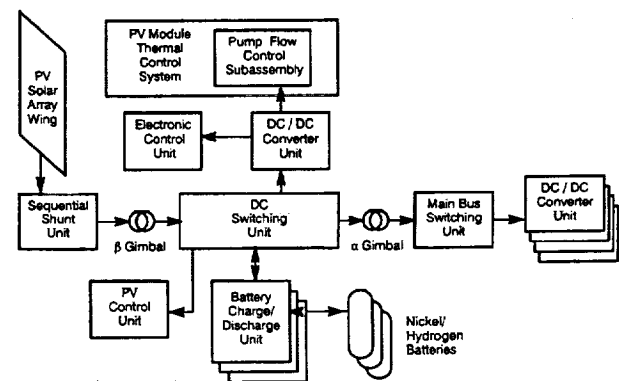 PV Module
Thermal
Control
System
Pump Flow
Control
Subassembly
PV
Solar
Array
Wing
Electronic
Control
Unit
DC / DC
Converter
Unit
Sequential
Shunt
Unit
β Gimbal
DC
Switching
Unit
α Gimbal
Main Bus
Switching
Unit
DC / DC
Converter
Unit
PV
Control
Unit
Battery
Charge/
Discharge
Unit
Nickel/
Hydrogen
Batteries